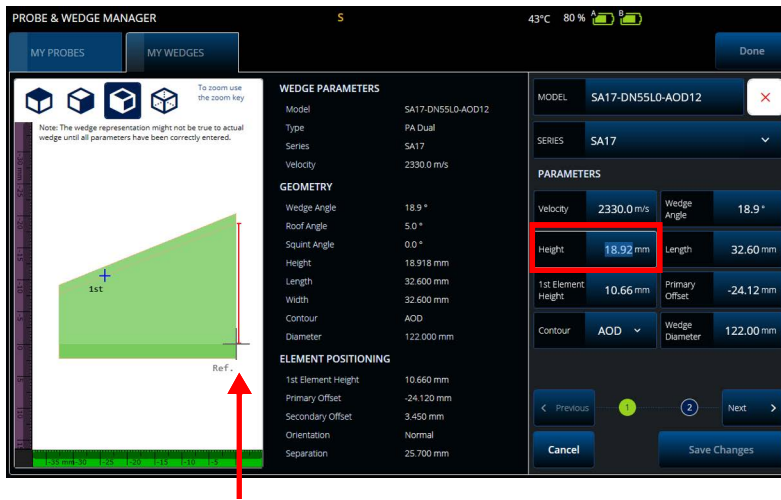 PROBE & WEDGE MANAGER S 43°C 80 % A B
MY PROBES MY WEDGES Done
To zoom use
the zoom key
Note: The wedge representation might not be true to actual
wedge until all parameters have been correctly entered.
1st
Ref.
-35 mm -30 -25 -20 -15 -10 -5
WEDGE PARAMETERS
Model SA17-DN55L0-AOD12
Type PA Dual
Series SA17
Velocity 2330.0 m/s
GEOMETRY
Wedge Angle 18.9 °
Roof Angle 5.0 °
Squint Angle 0.0 °
Height 18.918 mm
Length 32.600 mm
Width 32.600 mm
Contour AOD
Diameter 122.000 mm
ELEMENT POSITIONING
1st Element Height 10.660 mm
Primary Offset -24.120 mm
Secondary Offset 3.450 mm
Orientation Normal
Separation 25.700 mm
MODEL SA17-DN55L0-AOD12
SERIES SA17
PARAMETERS
Velocity 2330.0 m/s Wedge Angle 18.9 °
Height 18.92 mm Length 32.60 mm
1st Element Height 10.66 mm Primary Offset -24.12 mm
Contour AOD Wedge Diameter 122.00 mm
Previous 1 2 Next
Cancel Save Changes